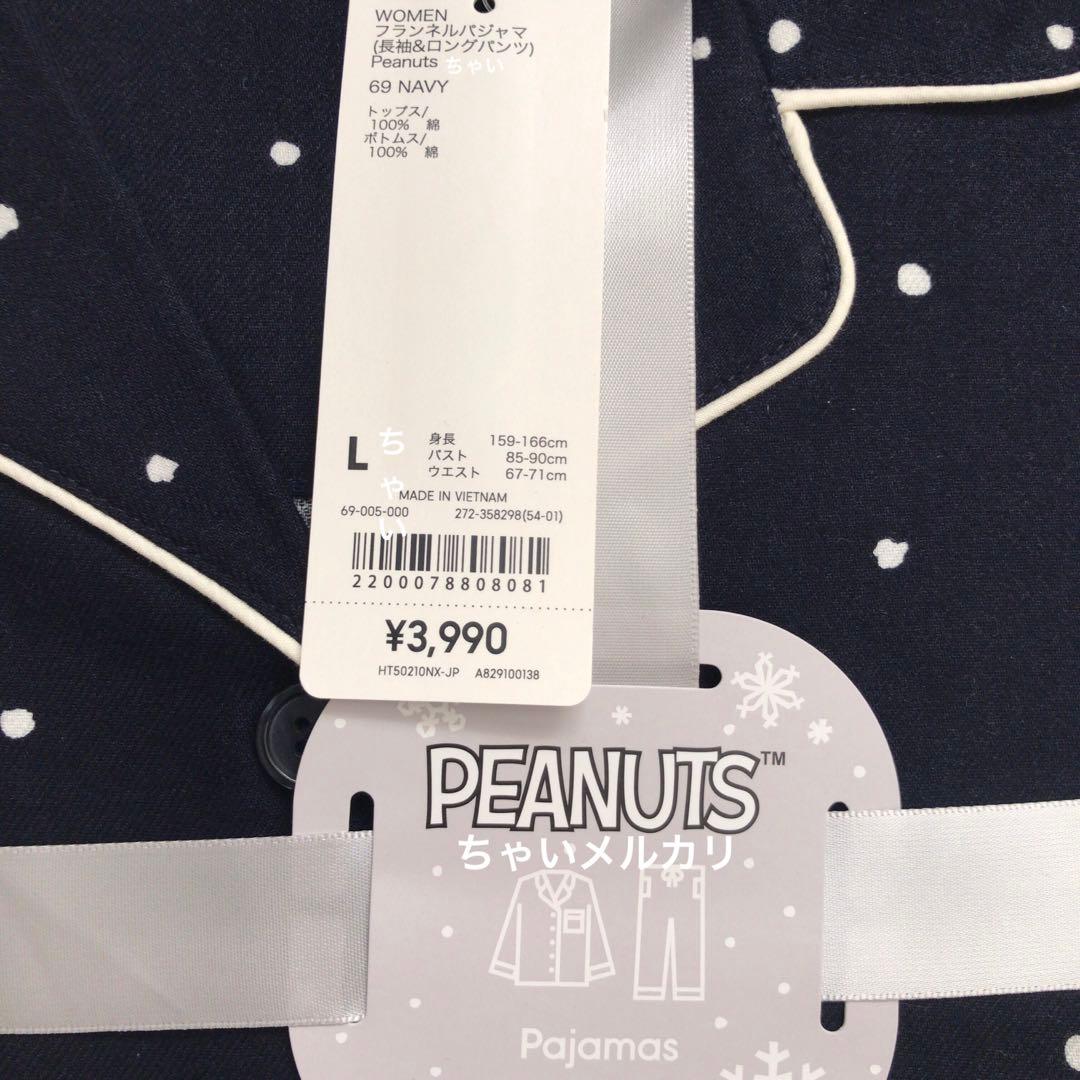 WOMEN
フランネルパジャマ
(長袖&ロングパンツ)
Peanuts ちゃい
69 NAVY
トップス/
100% 綿
ボトムス/
100% 綿
L
ちゃい
身長 159-166cm
バスト 85-90cm
ウエスト 67-71cm
MADE IN VIETNAM
69-005-000 272-358298(54-01)
2200078808081
¥3,990
HT50210NX-JP A829100138
PEANUTS™
ちゃいメルカリ
Pajamas